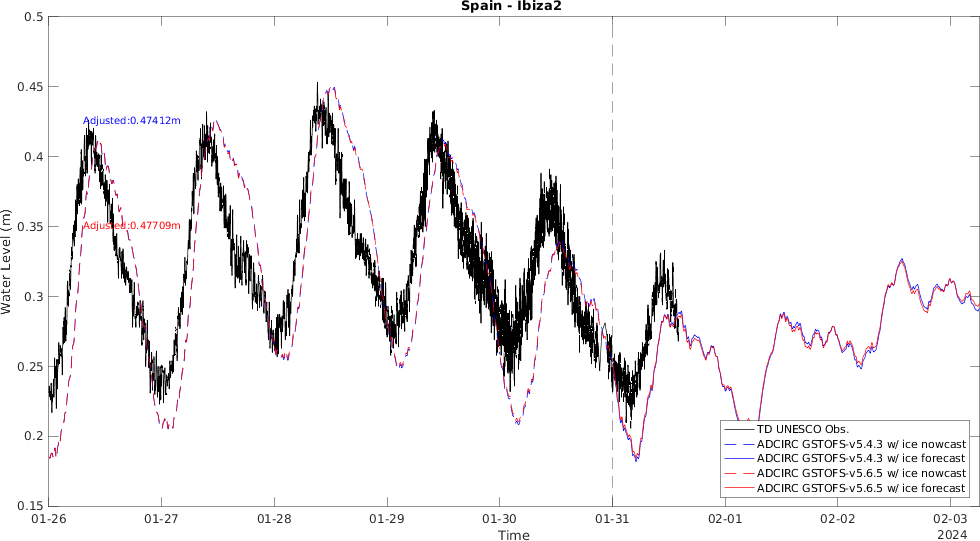 Spain - Ibiza2
0.5
0.45
0.4
0.35
0.3
0.25
0.2
0.15
Water Level (m)
Adjusted:0.47412m
Adjusted:0.47709m
TD UNESCO Obs.
ADCIRC GSTOFS-v5.4.3 w/ ice nowcast
ADCIRC GSTOFS-v5.4.3 w/ ice forecast
ADCIRC GSTOFS-v5.6.5 w/ ice nowcast
ADCIRC GSTOFS-v5.6.5 w/ ice forecast
01-26 01-27 01-28 01-29 01-30 01-31 02-01 02-02 02-03
Time 2024